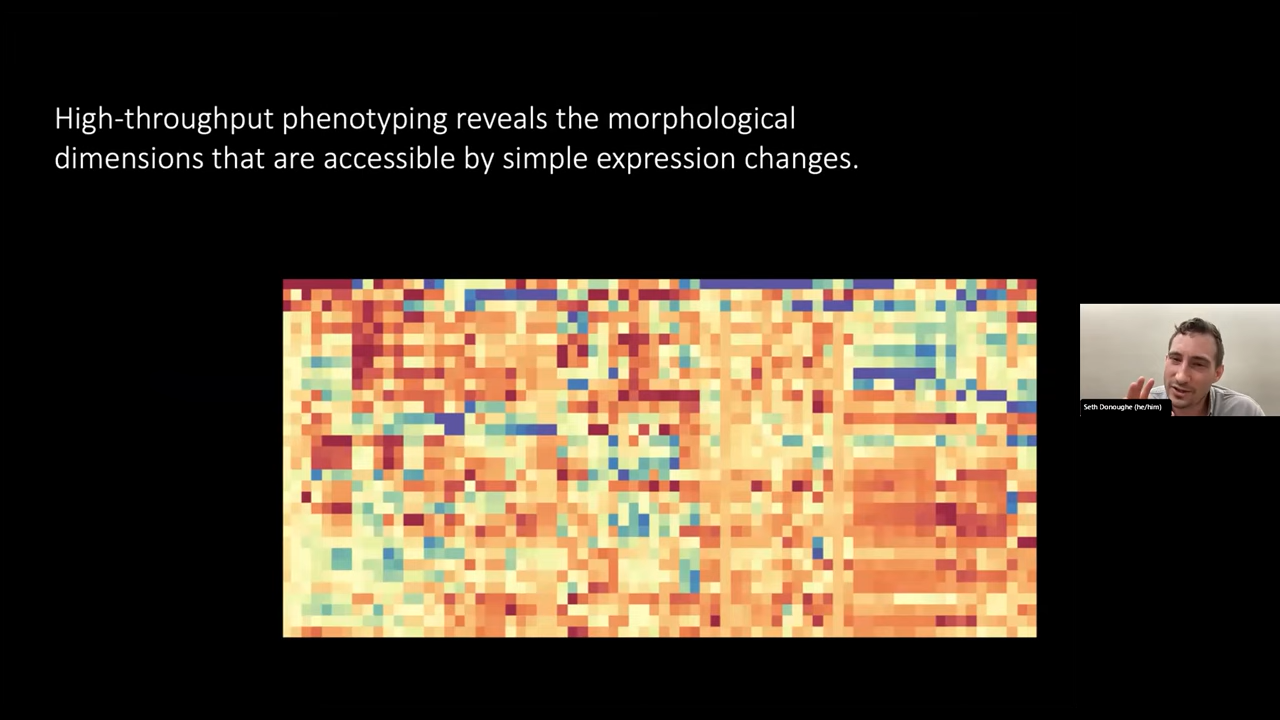 High-throughput phenotyping reveals the morphological
dimensions that are accessible by simple expression changes.
Seth Donoughe (he/him)